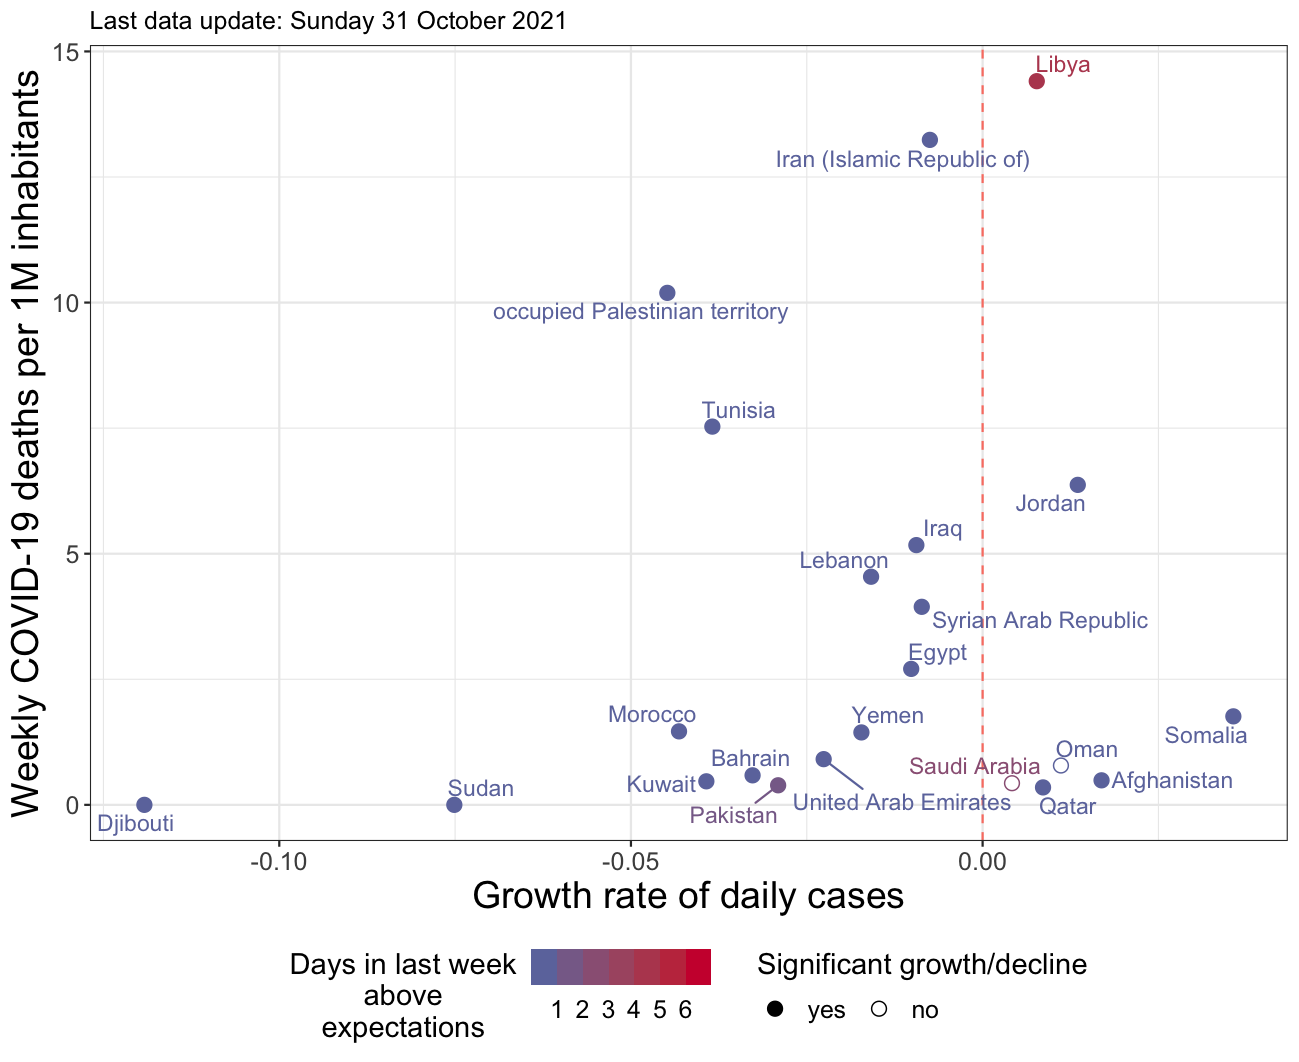 Last data update: Sunday 31 October 2021
Weekly COVID-19 deaths per 1M inhabitants
15
10
5
0
Libya
Iran (Islamic Republic of)
occupied Palestinian territory
Tunisia
Jordan
Iraq
Lebanon
Syrian Arab Republic
Egypt
Morocco
Yemen
Somalia
Oman
Bahrain
Saudi Arabia
Kuwait
Afghanistan
Sudan
United Arab Emirates
Qatar
Pakistan
Djibouti
-0.10
-0.05
0.00
Growth rate of daily cases
Days in last week
above
expectations
1 2 3 4 5 6
Significant growth/decline
yes
no